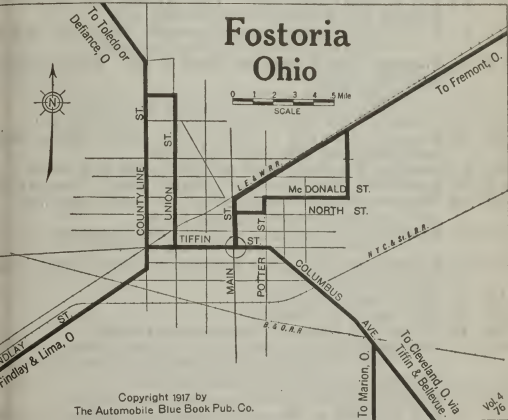 To Toledo or
Defiance, O
Fostoria
Ohio
0 1 2 3 4 5 Mile
SCALE
To Fremont, O.
N
L.E. & W. R.R.
COUNTY LINE ST.
UNION ST.
McDONALD ST.
NORTH ST.
ST.
ST.
TIFFIN ST.
MAIN
POTTER
COLUMBUS AVE.
N Y C. & St. L. R.R.
B. & O. R.R
NDLAY ST.
Findlay & Lima, O
To Marion, O.
To Cleveland, O. via
Tiffin & Bellevue.
Copyright 1917 by
The Automobile Blue Book Pub. Co.
Vol. 4
76